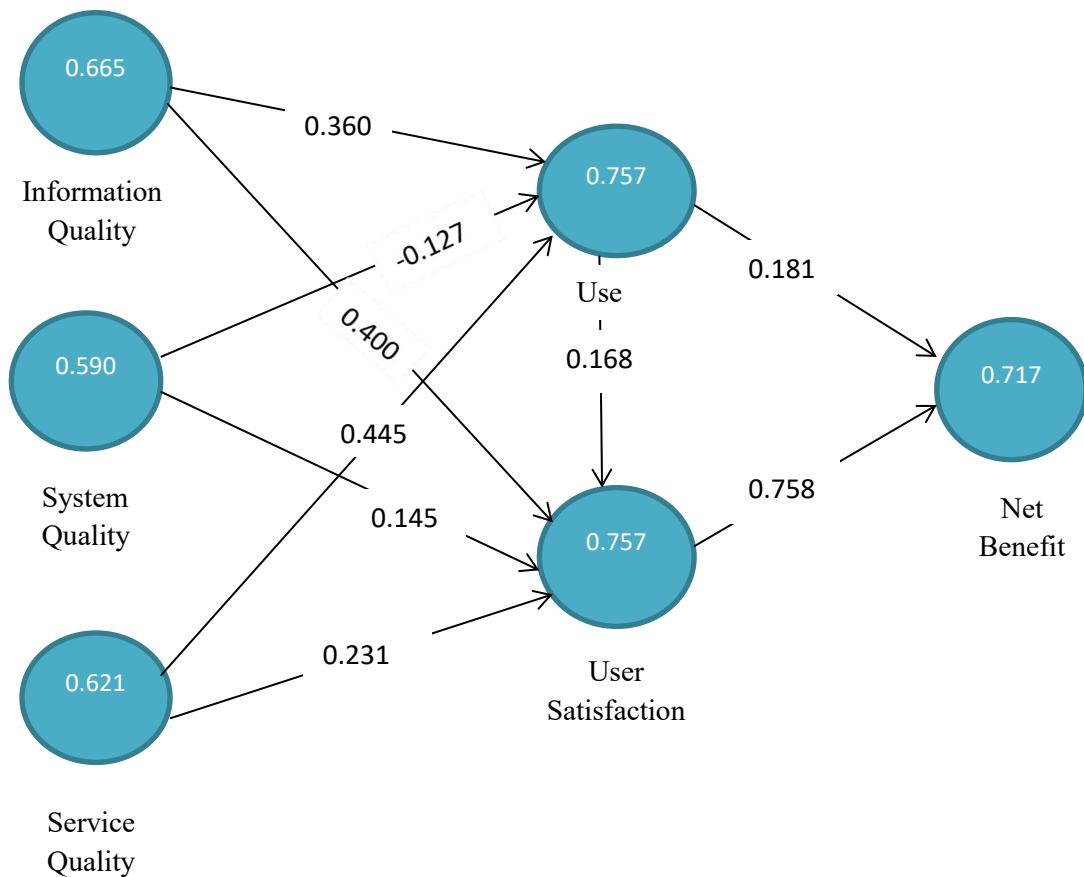 0.665
Information
Quality
0.360
0.757
Use
-0.127
0.181
0.400
0.168
0.590
System
Quality
0.445
0.717
Net
Benefit
0.145
0.758
0.757
User
Satisfaction
0.231
0.621
Service
Quality